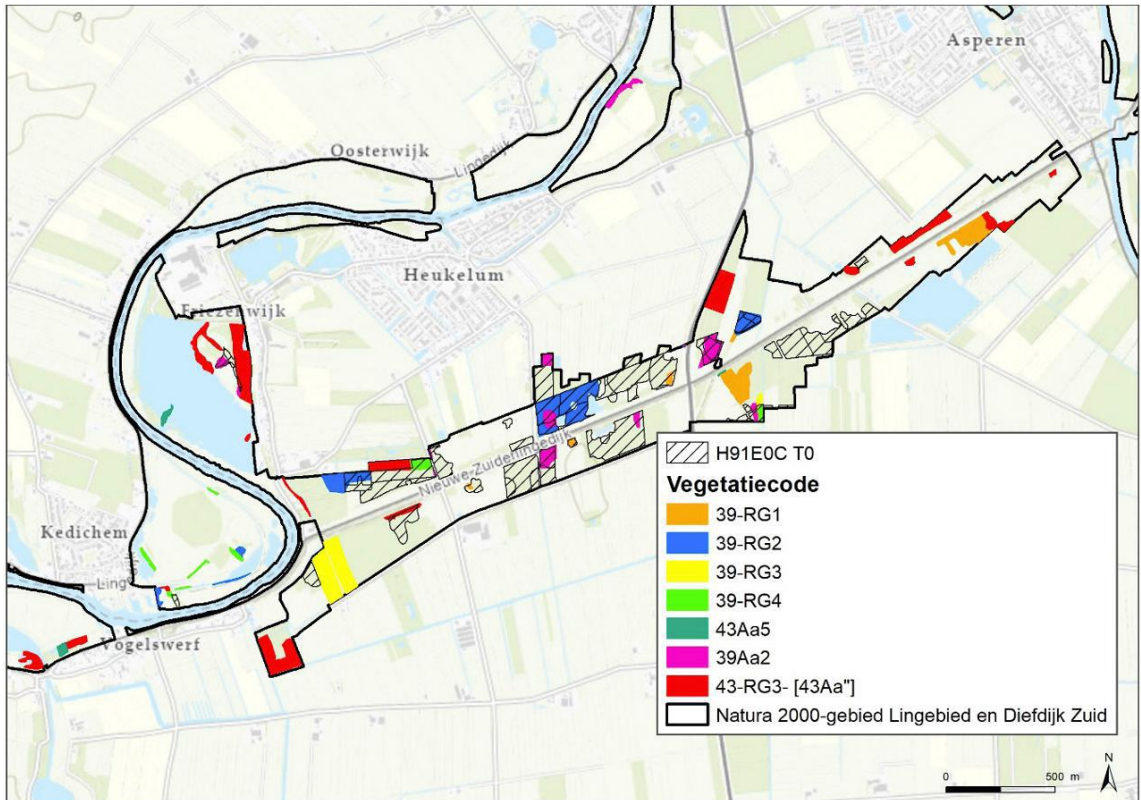 Asperen
Oosterwijk
Lingedijk
Heukelum
Friezenwijk
Nieuwe-Zuiderlingedijk
Kedichem
Vogelswerf
H91E0C T0
Vegetatiecode
39-RG1
39-RG2
39-RG3
39-RG4
43Aa5
39Aa2
43-RG3- [43Aa"]
Natura 2000-gebied Lingebied en Diefdijk Zuid
N
0 500 m